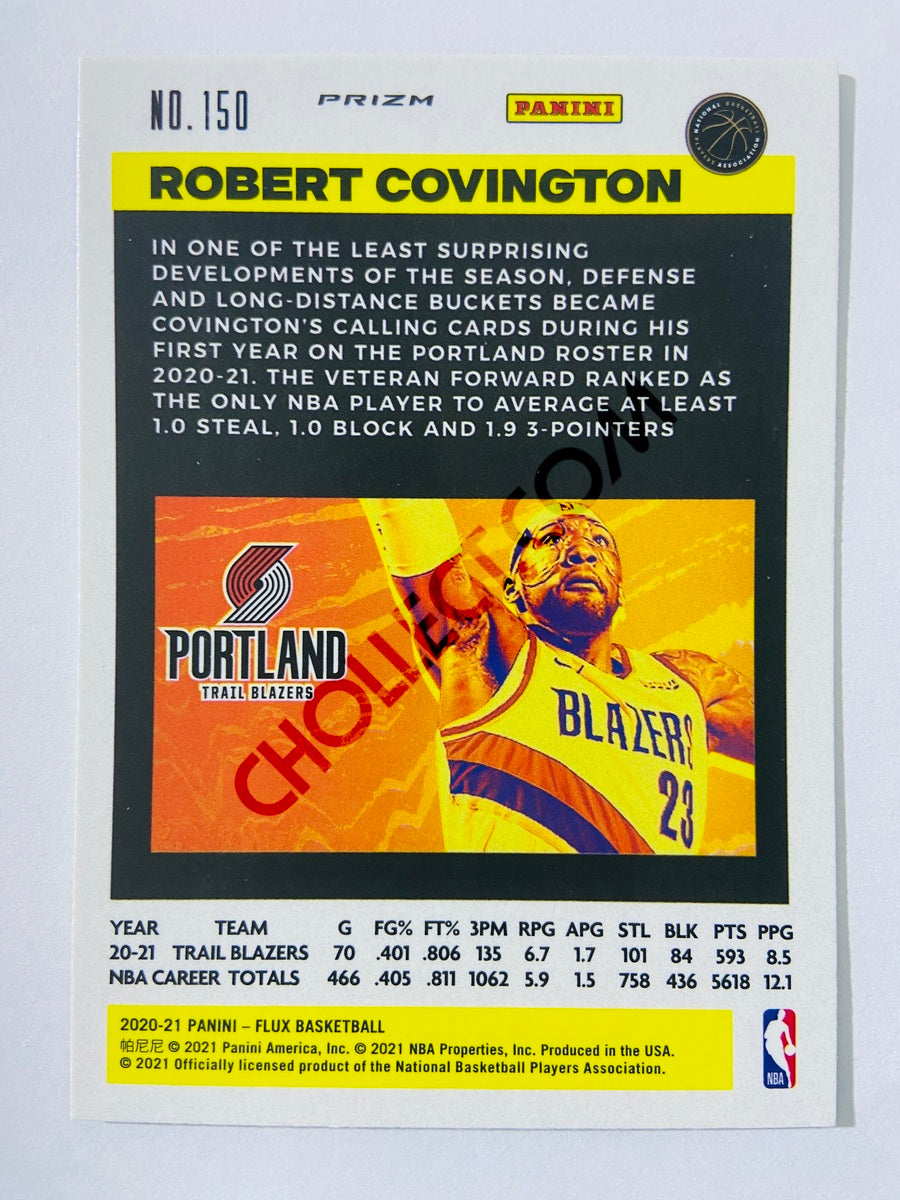 NO. 150
PRIZM
PANINI
NATIONAL BASKETBALL PLAYERS ASSOCIATION
ROBERT COVINGTON
IN ONE OF THE LEAST SURPRISING
DEVELOPMENTS OF THE SEASON, DEFENSE
AND LONG-DISTANCE BUCKETS BECAME
COVINGTON'S CALLING CARDS DURING HIS
FIRST YEAR ON THE PORTLAND ROSTER IN
2020-21. THE VETERAN FORWARD RANKED AS
THE ONLY NBA PLAYER TO AVERAGE AT LEAST
1.0 STEAL, 1.0 BLOCK AND 1.9 3-POINTERS
CHOLLECT.COM
PORTLAND
TRAIL BLAZERS
BLAZERS
23
YEAR TEAM G FG% FT% 3PM RPG APG STL BLK PTS PPG
20-21 TRAIL BLAZERS 70 .401 .806 135 6.7 1.7 101 84 593 8.5
NBA CAREER TOTALS 466 .405 .811 1062 5.9 1.5 758 436 5618 12.1
2020-21 PANINI – FLUX BASKETBALL
帕尼尼 © 2021 Panini America, Inc. © 2021 NBA Properties, Inc. Produced in the USA.
© 2021 Officially licensed product of the National Basketball Players Association.
NBA